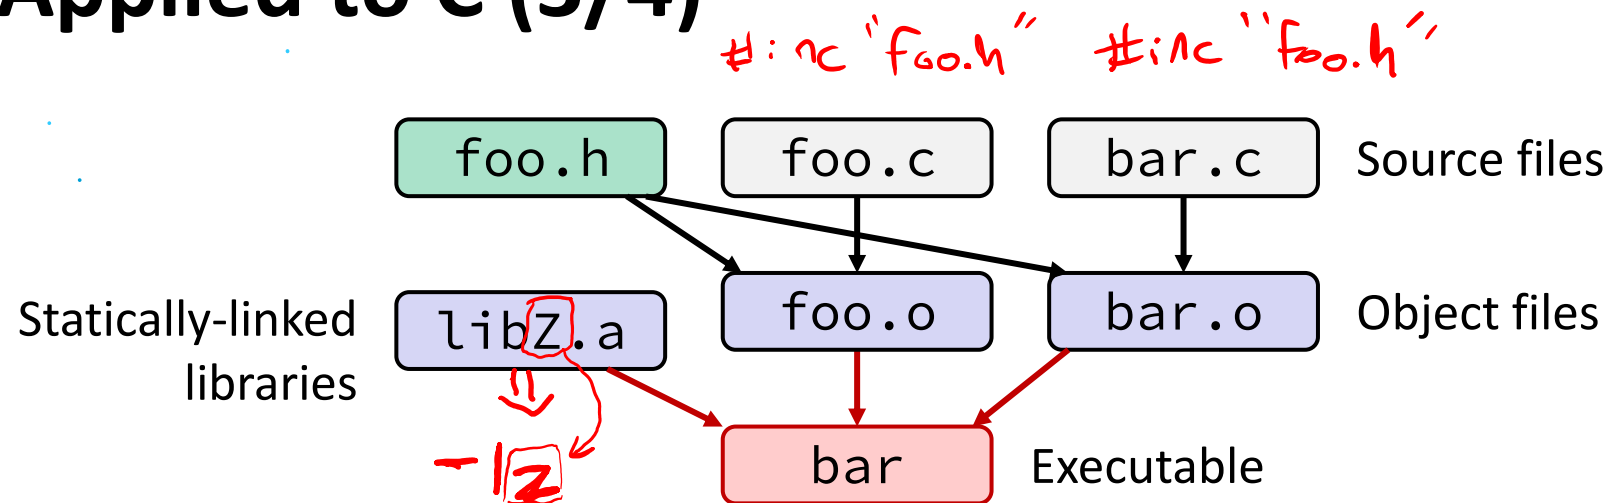 Applied to C (3/4)
#inc "foo.h" #inc "foo.h"
foo.h foo.c bar.c Source files
Statically-linked
libraries
libZ.a foo.o bar.o Object files
-lZ
bar Executable